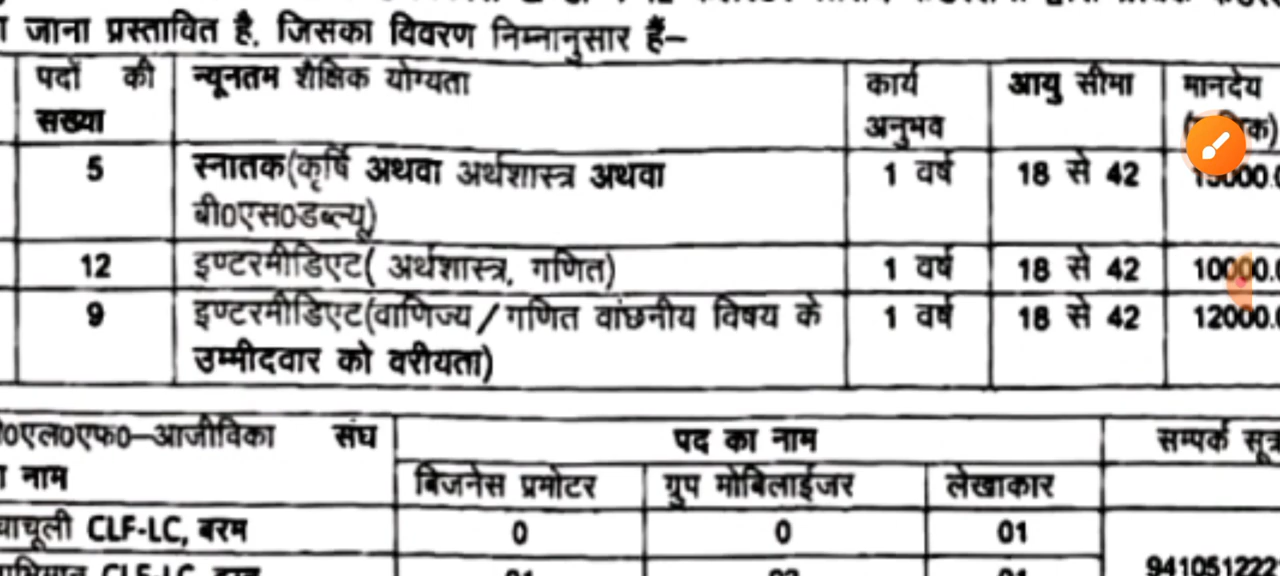 जाना प्रस्तावित है, जिसका विवरण निम्नानुसार हैं–
पदों की सख्या न्यूनतम शैक्षिक योग्यता कार्य अनुभव आयु सीमा मानदेय
5 स्नातक(कृर्षि अथवा अर्थशास्त्र अथवा बी0एस0डब्ल्यू) 1 वर्ष 18 से 42
12 इण्टरमीडिएट( अर्थशास्त्र, गणित) 1 वर्ष 18 से 42 10000.
9 इण्टरमीडिएट(वाणिज्य/गणित वांछनीय विषय के उम्मीदवार को वरीयता) 1 वर्ष 18 से 42 12000.
0एल0एफ0–आजीविका संघ पद का नाम सम्पर्क सूत्र
नाम बिजनेस प्रमोटर ग्रुप मोबिलाईजर लेखाकार
CLF-LC, बरम 0 0 01
941051222